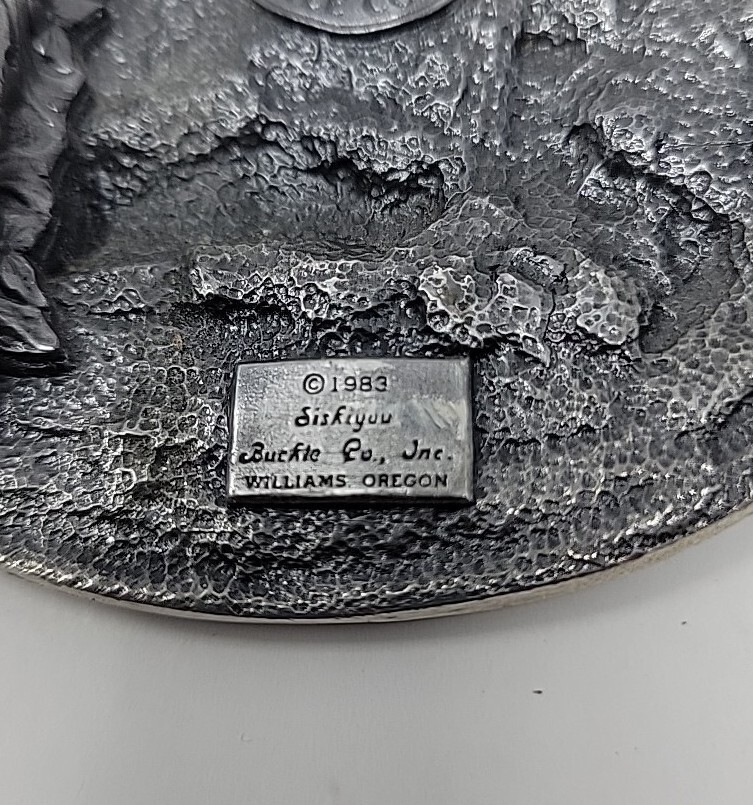 ©1983
Siskiyou
Buckle Co., Inc.
WILLIAMS, OREGON